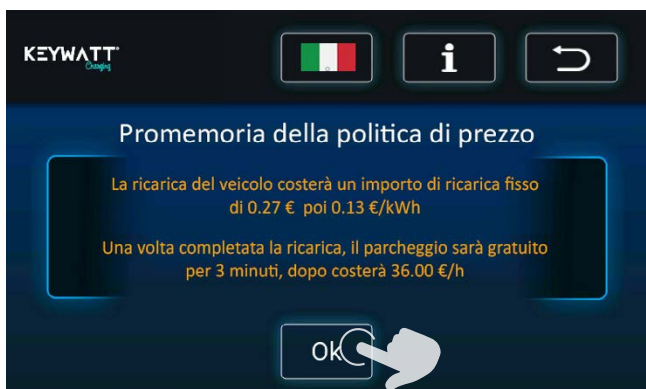 KEYWATT
Charging
i
Promemoria della politica di prezzo
La ricarica del veicolo costerà un importo di ricarica fisso
di 0.27 € poi 0.13 €/kWh
Una volta completata la ricarica, il parcheggio sarà gratuito
per 3 minuti, dopo costerà 36.00 €/h
Ok